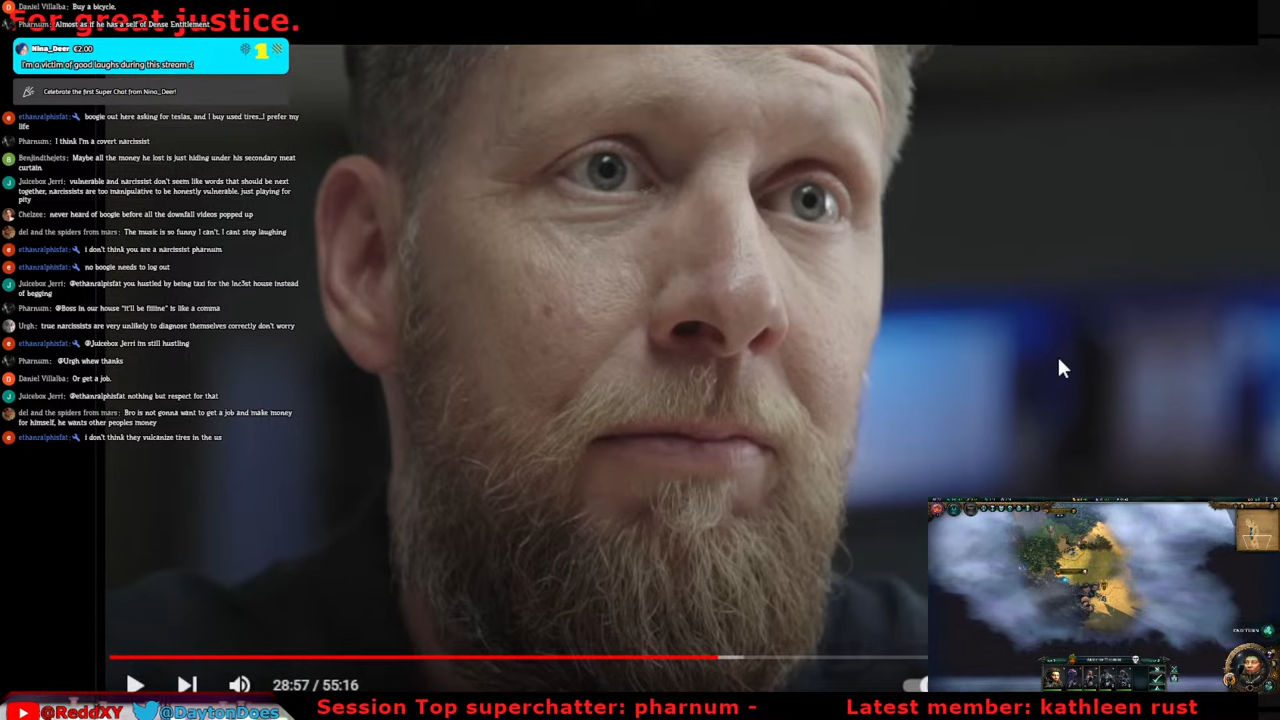 Daniel Villalba: Buy a bicycle.
For great justice.
Pharnum: Almost as if he has a self of Dense Entitlement
Nina_Deer €2.00
I'm a victim of good laughs during this stream :(
1
Celebrate the first Super Chat from Nina_Deer!
ethanralphisfat: boogie out here asking for teslas, and I buy used tires...I prefer my
life
Pharnum: I think I'm a covert narcissist
Benjindthejets: Maybe all the money he lost is just hiding under his secondary meat
curtain
Juicebox Jerri: vulnerable and narcissist don't seem like words that should be next
together, narcissists are too manipulative to be honestly vulnerable. just playing for
pity
Chelzee: never heard of boogie before all the downfall videos popped up
del and the spiders from mars: The music is so funny I can't. I cant stop laughing
ethanralphisfat: i don't think you are a narcissist pharnum
ethanralphisfat: no boogie needs to log out
Juicebox Jerri: @ethanralpisfat you hustled by being taxi for the Inc3st house instead
of begging
Pharnum: @Boss in our house "it'll be fiiiine" is like a comma
Urgh: true narcissists are very unlikely to diagnose themselves correctly don't worry
ethanralphisfat: @Juicebox Jerri i'm still hustling
Pharnum: @Urgh whew thanks
Daniel Villalba: Or get a job.
Juicebox Jerri: @ethanralphisfat nothing but respect for that
del and the spiders from mars: Bro is not gonna want to get a job and make money
for himself, he wants other peoples money
ethanralphisfat: i don't think they vulcanize tires in the us
28:57 / 55:16
@ReddXY
@DaytonDoes
Session Top superchatter: pharnum -
Latest member: kathleen rust